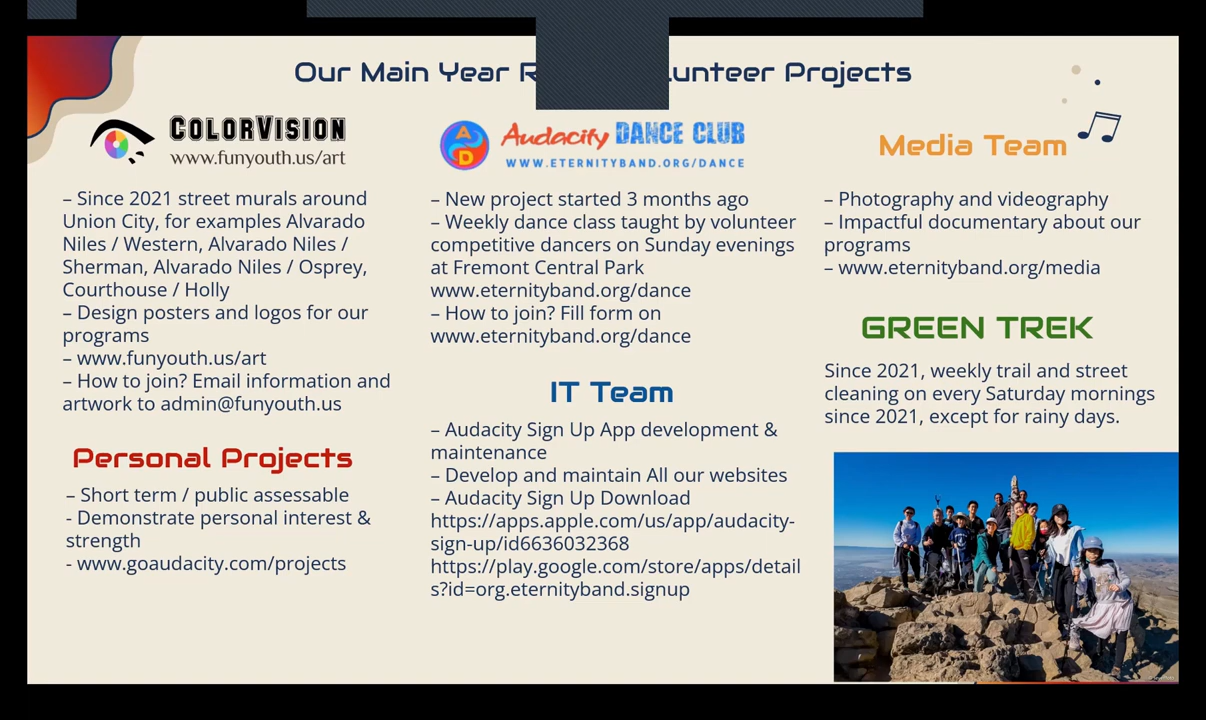 Our Main Year Volunteer Projects
COLORVISION
www.funyouth.us/art
– Since 2021 street murals around
Union City, for examples Alvarado
Niles / Western, Alvarado Niles /
Sherman, Alvarado Niles / Osprey,
Courthouse / Holly
– Design posters and logos for our
programs
– www.funyouth.us/art
– How to join? Email information and
artwork to admin@funyouth.us
Personal Projects
– Short term / public assessable
- Demonstrate personal interest &
strength
- www.goaudacity.com/projects
A
D
Audacity DANCE CLUB
WWW.ETERNITYBAND.ORG/DANCE
– New project started 3 months ago
– Weekly dance class taught by volunteer
competitive dancers on Sunday evenings
at Fremont Central Park
www.eternityband.org/dance
– How to join? Fill form on
www.eternityband.org/dance
IT Team
– Audacity Sign Up App development &
maintenance
– Develop and maintain All our websites
– Audacity Sign Up Download
https://apps.apple.com/us/app/audacity-
sign-up/id6636032368
https://play.google.com/store/apps/detail
s?id=org.eternityband.signup
Media Team
– Photography and videography
– Impactful documentary about our
programs
– www.eternityband.org/media
GREEN TREK
Since 2021, weekly trail and street
cleaning on every Saturday mornings
since 2021, except for rainy days.